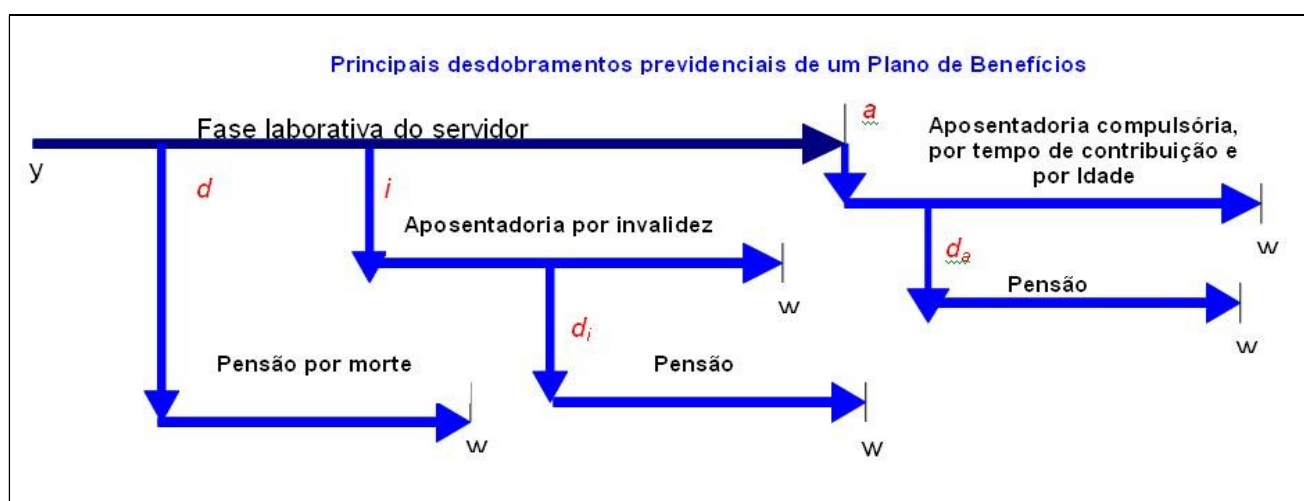 Principais desdobramentos previdenciais de um Plano de Benefícios
Fase laborativa do servidor
a
Aposentadoria compulsória,
por tempo de contribuição e
por Idade
y
d
i
Aposentadoria por invalidez
w
d_a
Pensão
w
d_i
w
Pensão por morte
Pensão
w
w